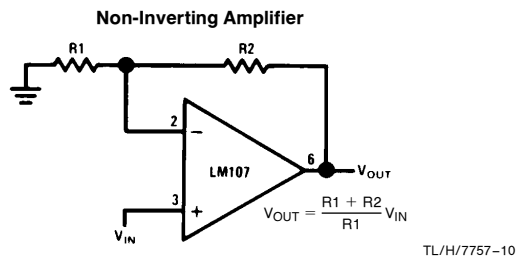 Non-Inverting Amplifier
R1
R2
2
−
LM107
6
VOUT
3
+
VIN
VOUT = R1 + R2 / R1 VIN
TL/H/7757–10